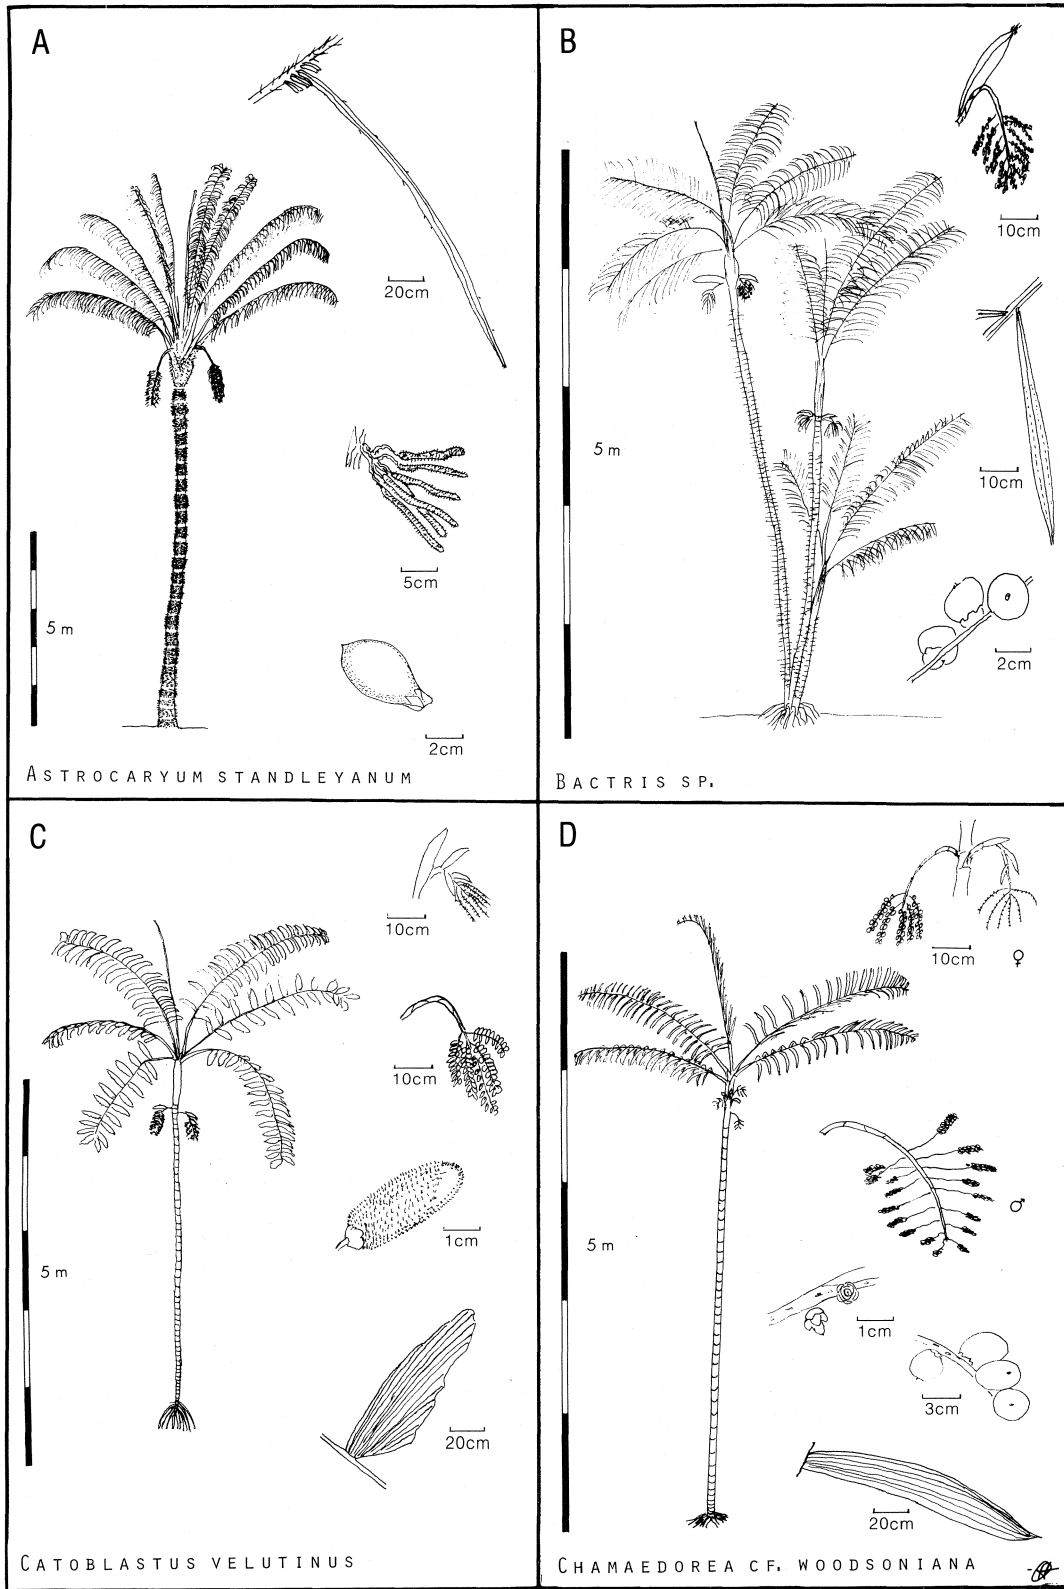 A
20cm
5cm
5 m
2cm
ASTROCARYUM STANDLEYANUM
B
10cm
10cm
5 m
2cm
BACTRIS SP.
C
10cm
10cm
1cm
5 m
20cm
CATOBLASTUS VELUTINUS
D
10cm ♀
♂
5 m
1cm
3cm
20cm
CHAMAEDOREA CF. WOODSONIANA